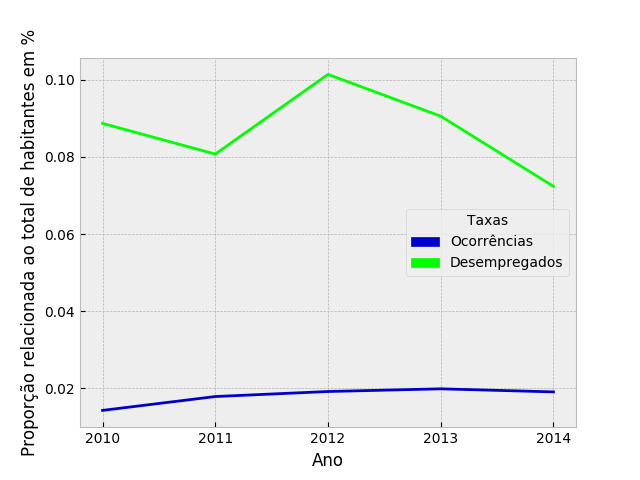 Proporção relacionada ao total de habitantes em %
0.10
0.08
0.06
0.04
0.02
Taxas
Ocorrências
Desempregados
2010 2011 2012 2013 2014
Ano